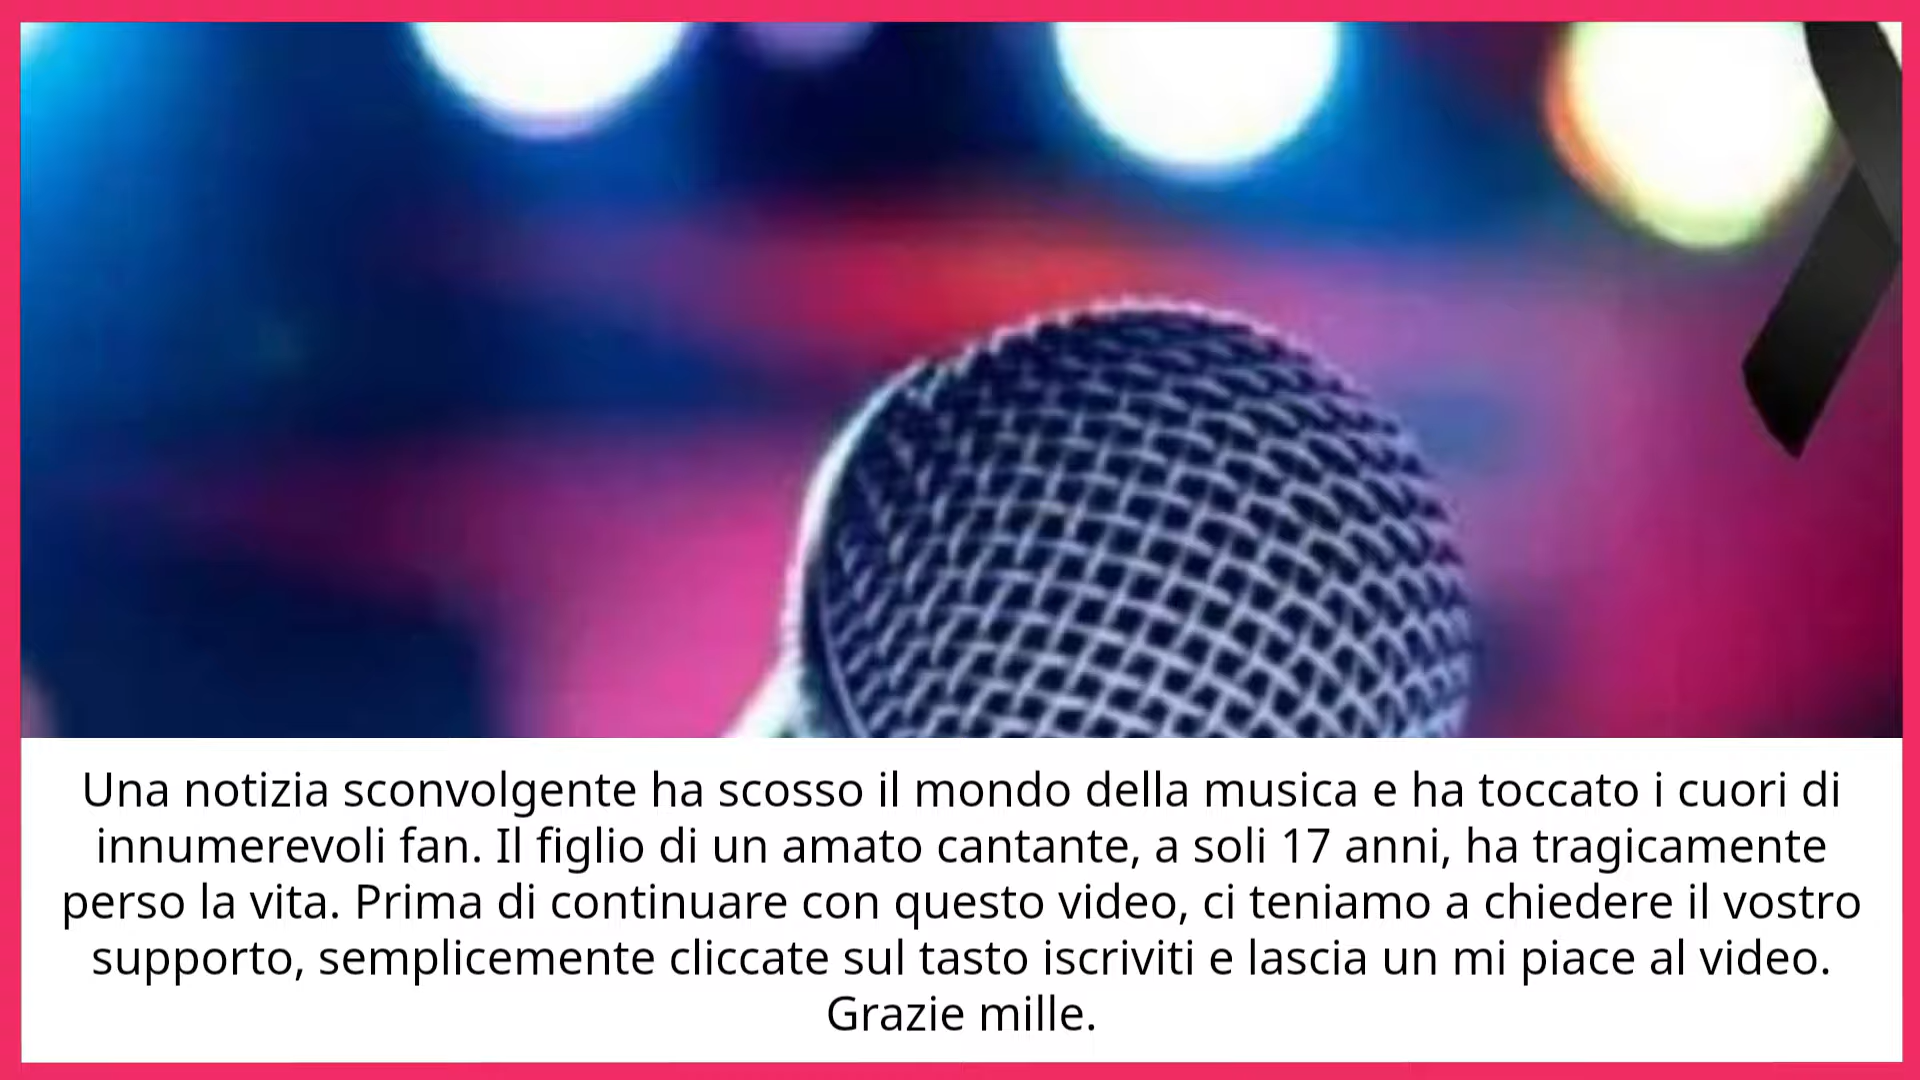 Una notizia sconvolgente ha scosso il mondo della musica e ha toccato i cuori di
innumerevoli fan. Il figlio di un amato cantante, a soli 17 anni, ha tragicamente
perso la vita. Prima di continuare con questo video, ci teniamo a chiedere il vostro
supporto, semplicemente cliccate sul tasto iscriviti e lascia un mi piace al video.
Grazie mille.